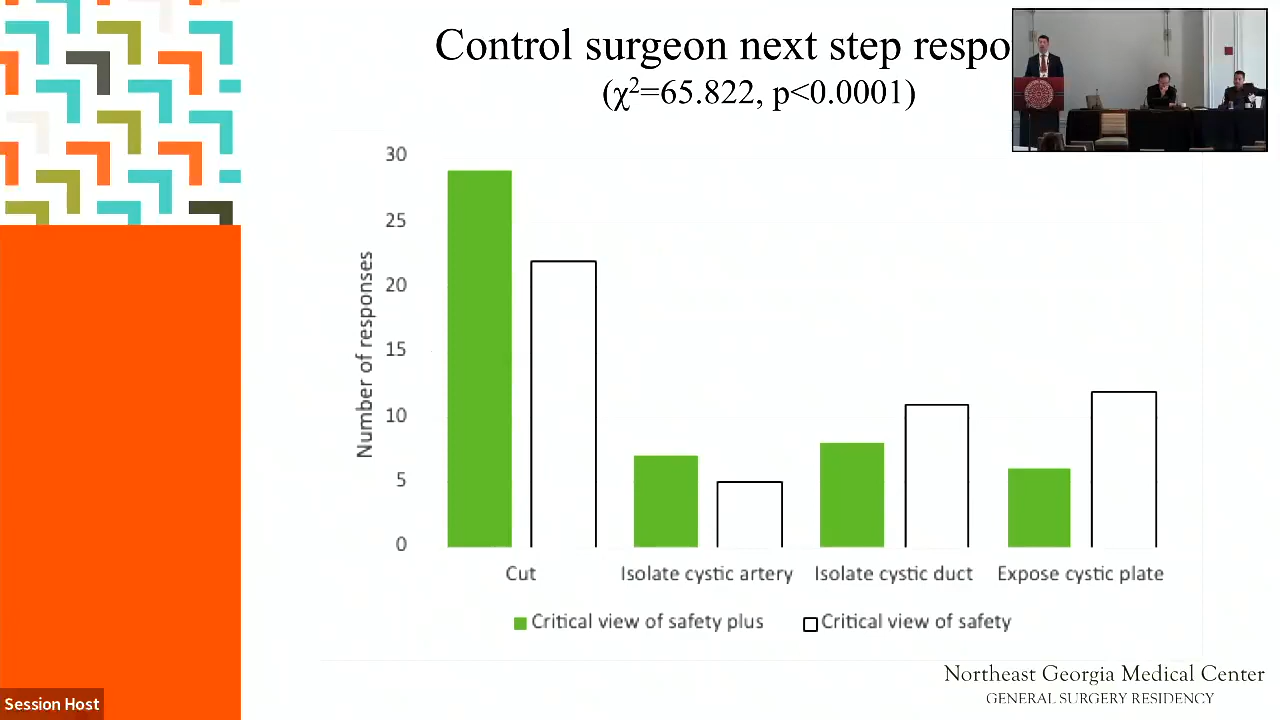 Control surgeon next step respo
(χ²=65.822, p<0.0001)
30
25
20
15
10
5
0
Number of responses
Cut
Isolate cystic artery
Isolate cystic duct
Expose cystic plate
Critical view of safety plus
Critical view of safety
Northeast Georgia Medical Center
GENERAL SURGERY RESIDENCY
Session Host